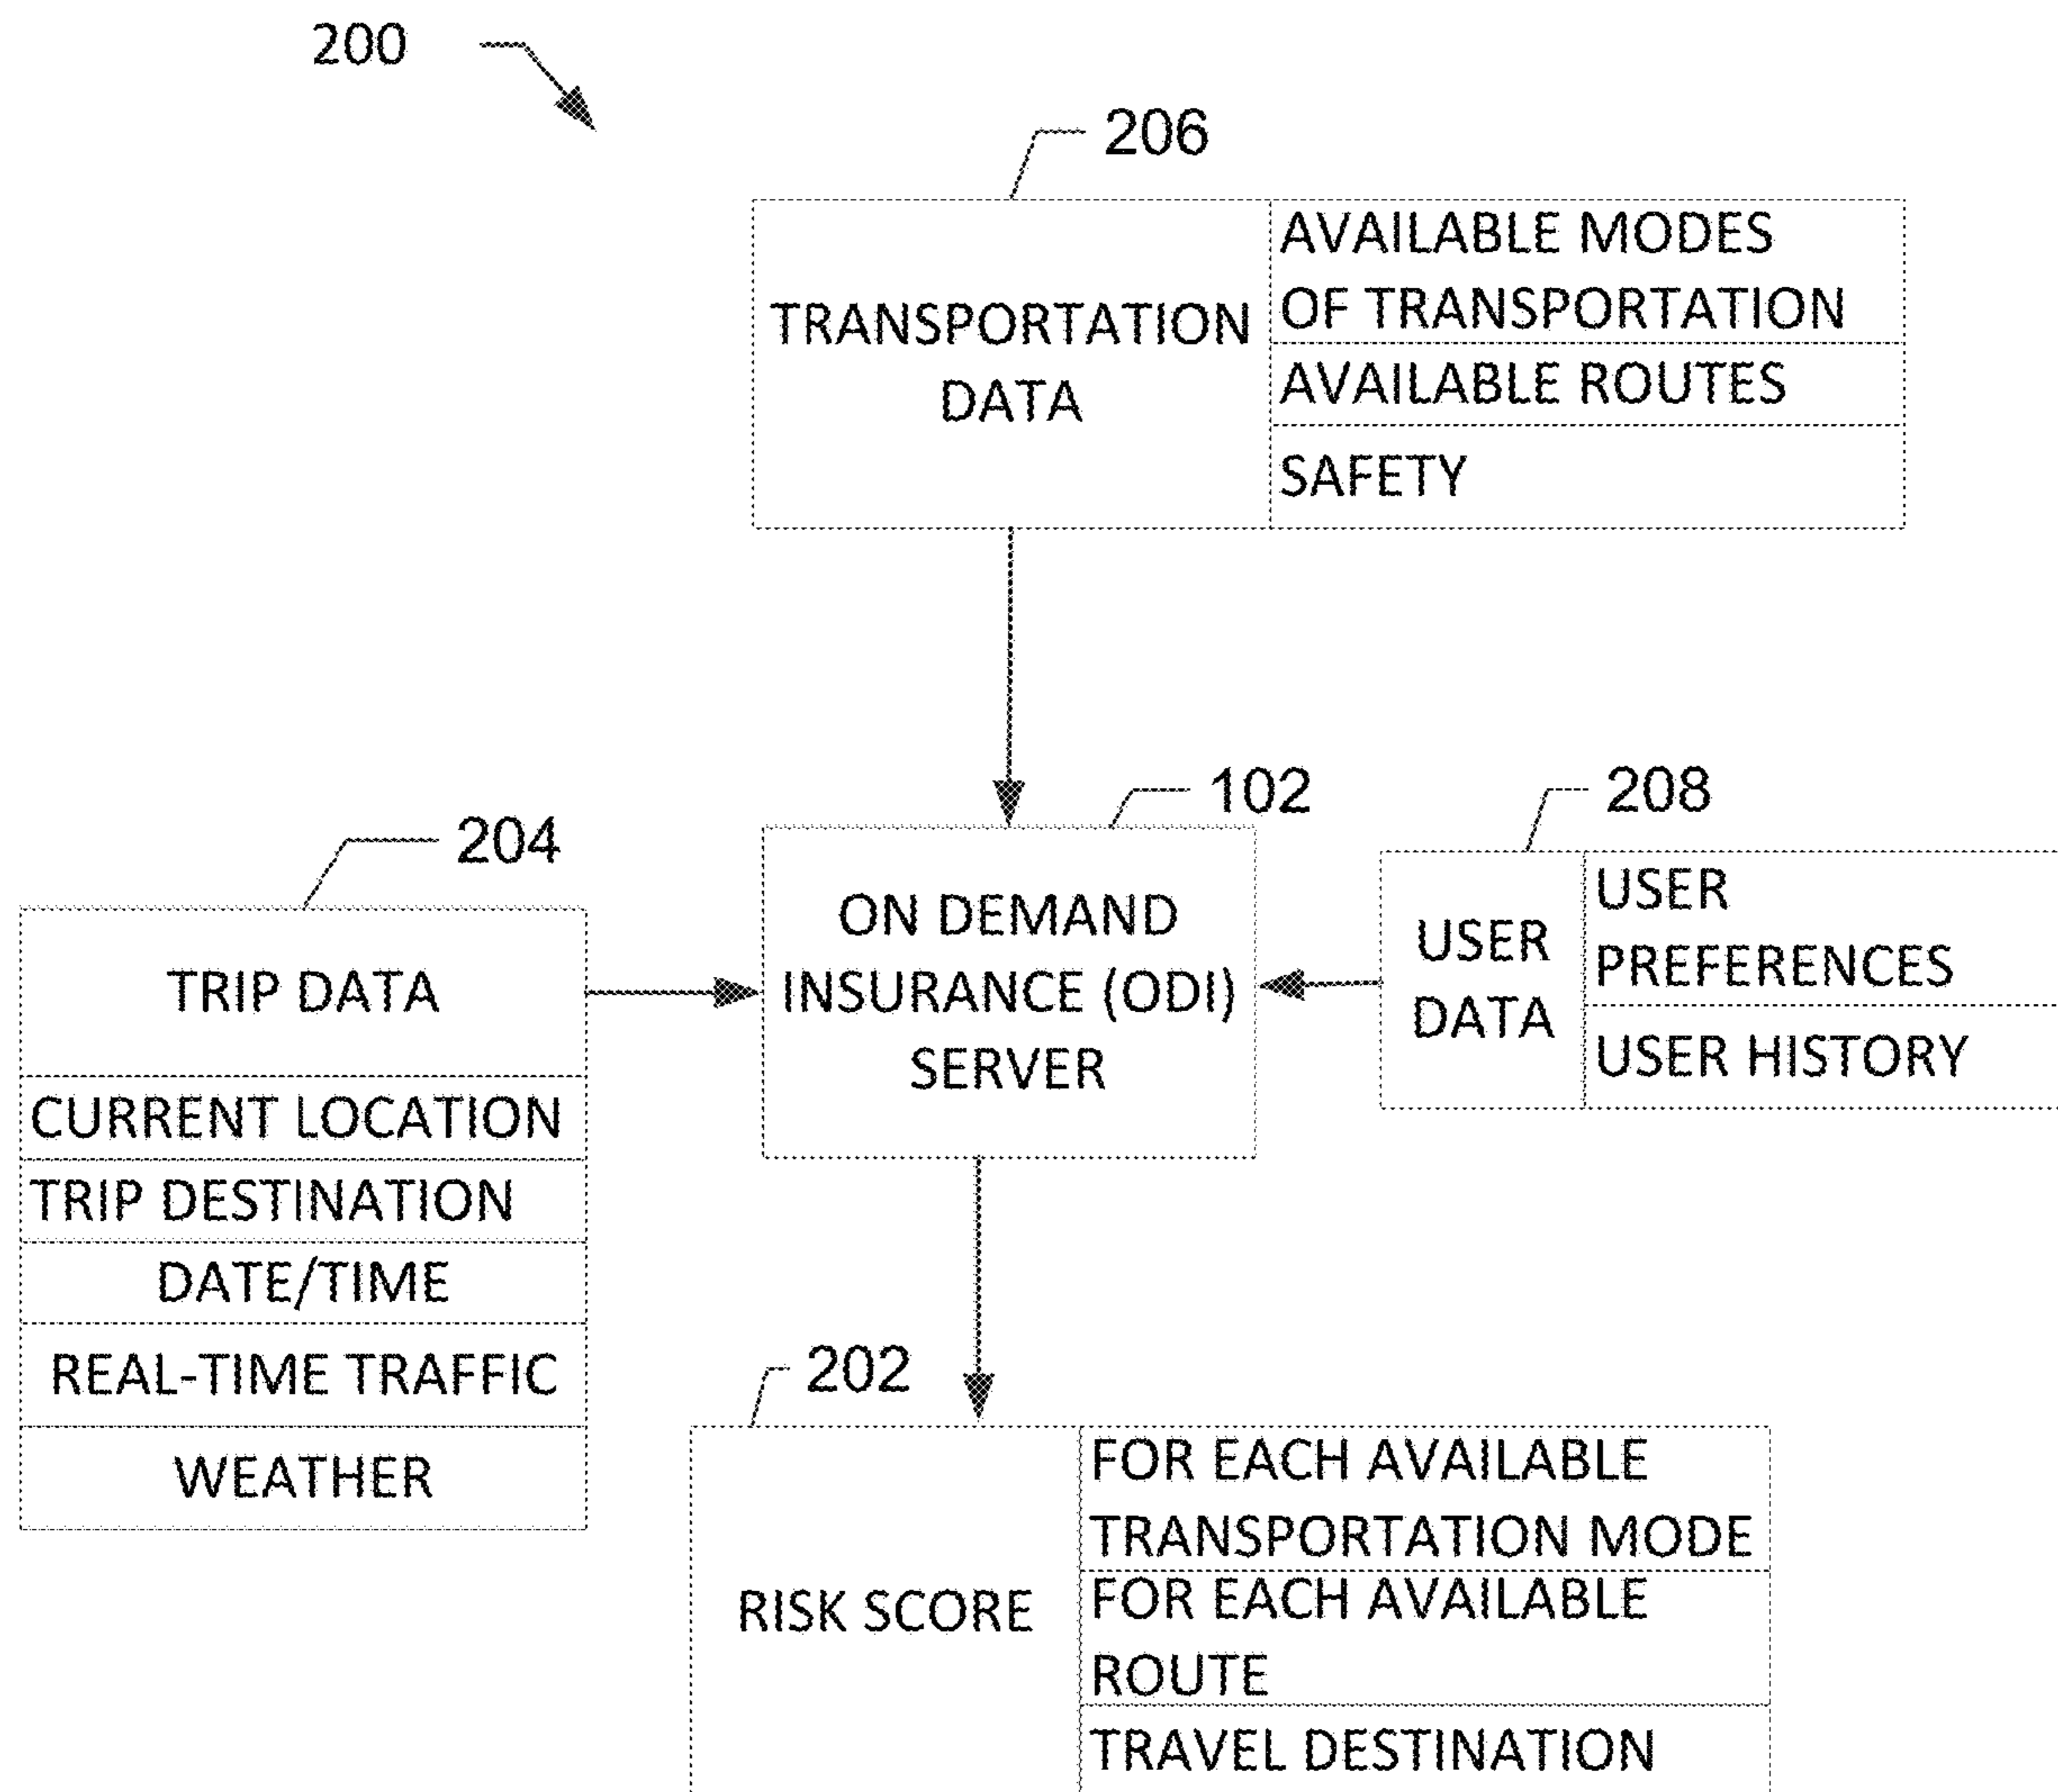 200
206
TRANSPORTATION
DATA
AVAILABLE MODES
OF TRANSPORTATION
AVAILABLE ROUTES
SAFETY
204
TRIP DATA
CURRENT LOCATION
TRIP DESTINATION
DATE/TIME
REAL-TIME TRAFFIC
WEATHER
102
ON DEMAND
INSURANCE (ODI)
SERVER
208
USER
DATA
USER
PREFERENCES
USER HISTORY
202
RISK SCORE
FOR EACH AVAILABLE
TRANSPORTATION MODE
FOR EACH AVAILABLE
ROUTE
TRAVEL DESTINATION